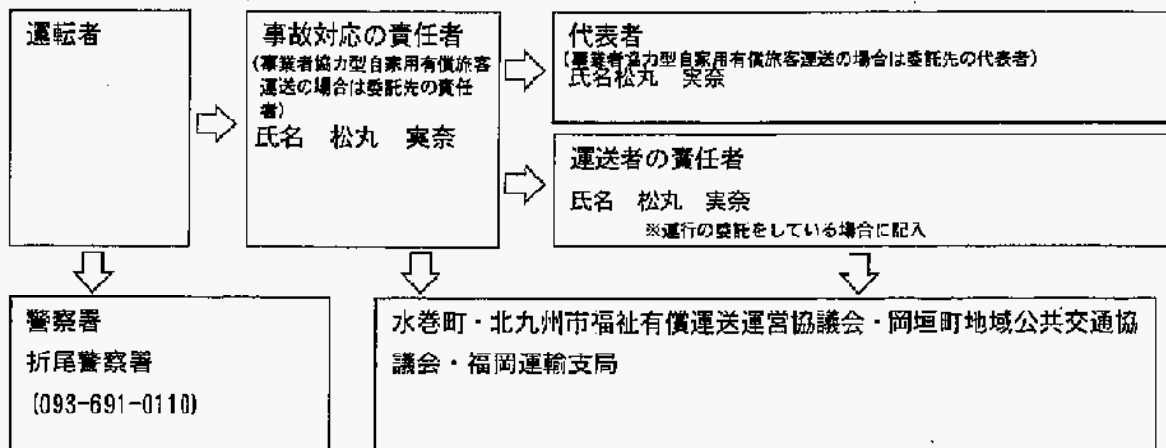 運転者
事故対応の責任者
(事業者協力型自家用有償旅客
運送の場合は委託先の責任
者)
氏名 松丸 実奈
代表者
(事業者協力型自家用有償旅客運送の場合は委託先の代表者)
氏名松丸 実奈
運送者の責任者
氏名 松丸 実奈
※運行の委託をしている場合に記入
警察署
折尾警察署
(093-691-0110)
水巻町・北九州市福祉有償運送運営協議会・岡垣町地域公共交通協
議会・福岡運輸支局